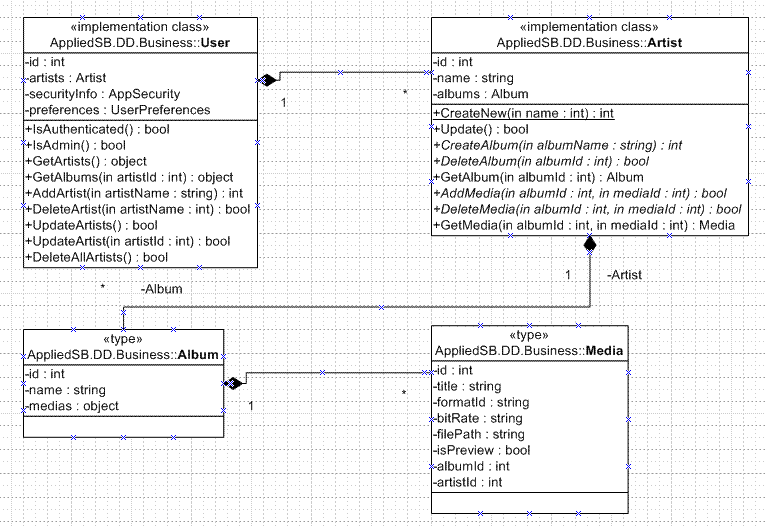 «implementation class»
AppliedSB.DD.Business::User
-id : int
-artists : Artist
-securityInfo : AppSecurity
-preferences : UserPreferences
+IsAuthenticated() : bool
+IsAdmin() : bool
+GetArtists() : object
+GetAlbums(in artistId : int) : object
+AddArtist(in artistName : string) : int
+DeleteArtist(in artistName : int) : bool
+UpdateArtists() : bool
+UpdateArtist(in artistId : int) : bool
+DeleteAllArtists() : bool
1
*
«implementation class»
AppliedSB.DD.Business::Artist
-id : int
-name : string
-albums : Album
+CreateNew(in name : int) : int
+Update() : bool
+CreateAlbum(in albumName : string) : int
+DeleteAlbum(in albumId : int) : bool
+GetAlbum(in albumId : int) : Album
+AddMedia(in albumId : int, in mediaId : int) : bool
+DeleteMedia(in albumId : int, in mediaId : int) : bool
+GetMedia(in albumId : int, in mediaId : int) : Media
1
-Artist
*
-Album
«type»
AppliedSB.DD.Business::Album
-id : int
-name : string
-medias : object
1
*
«type»
AppliedSB.DD.Business::Media
-id : int
-title : string
-formatId : string
-bitRate : string
-filePath : string
-isPreview : bool
-albumId : int
-artistId : int